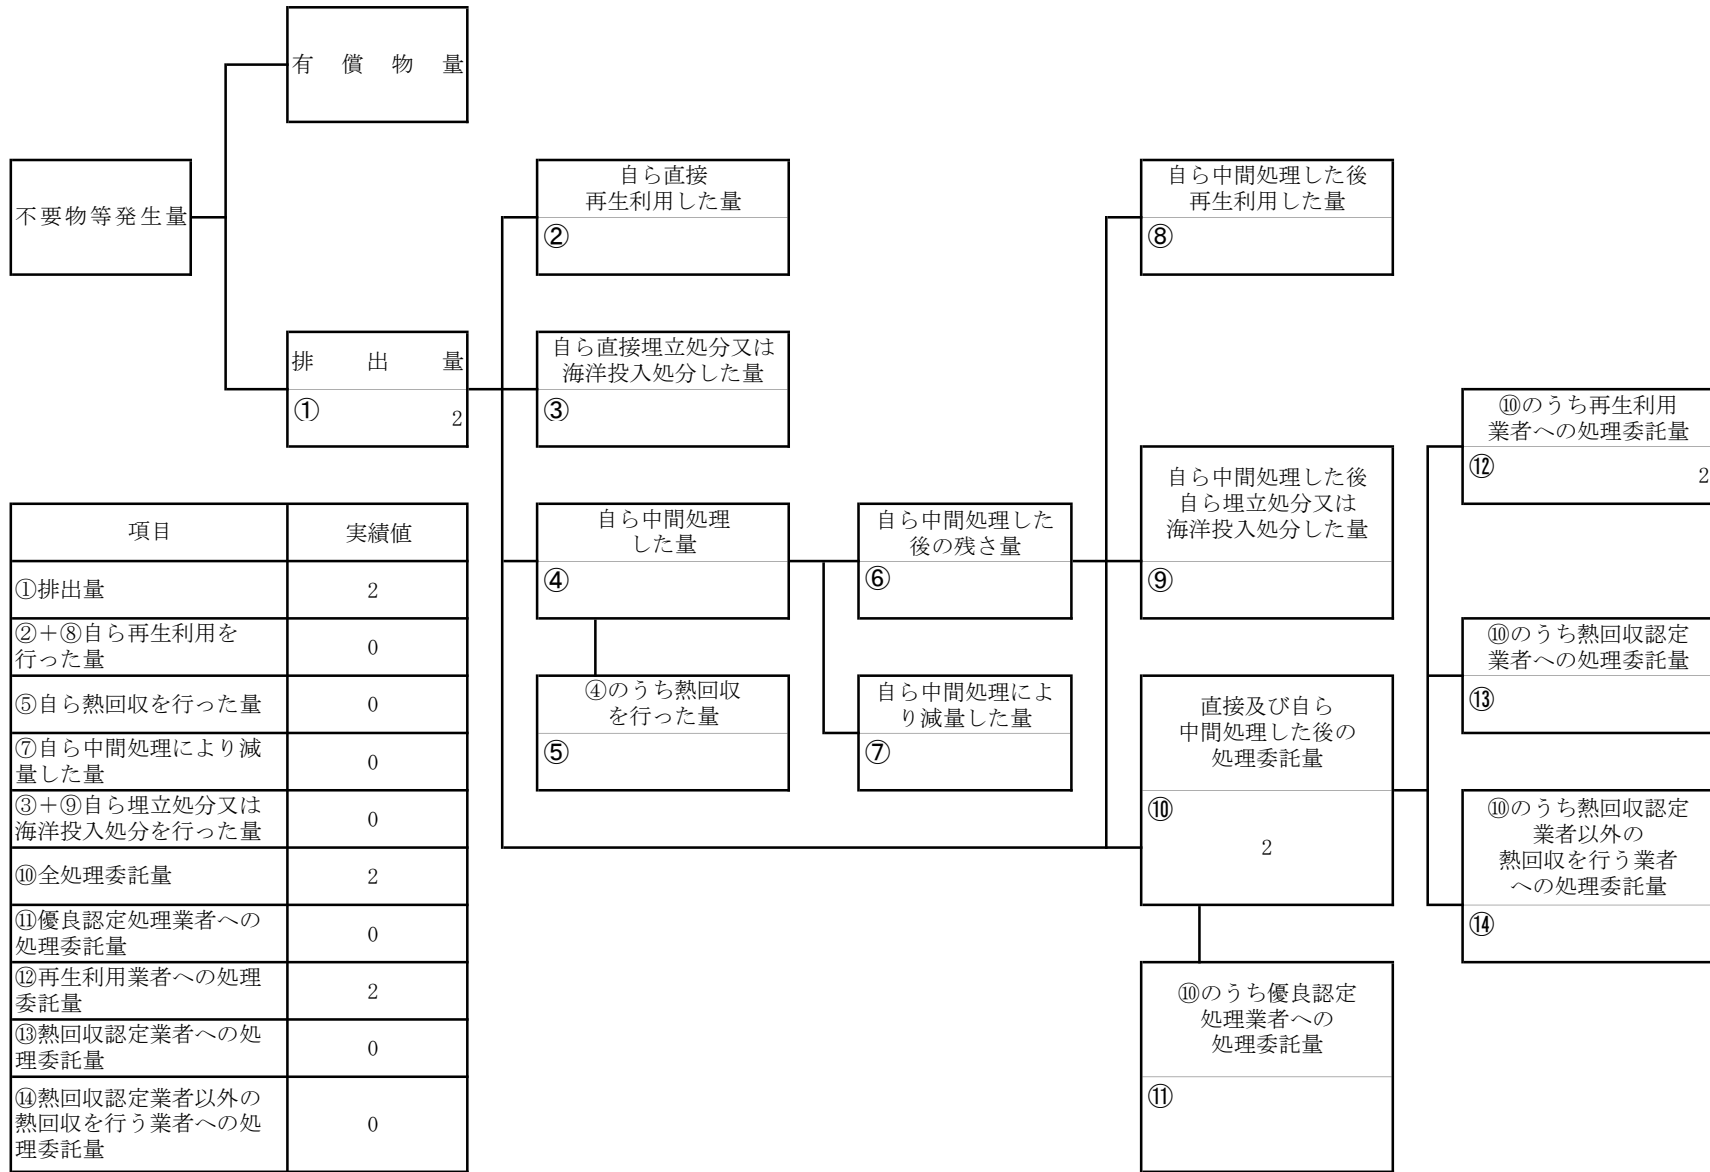 有償物量
不要物等発生量
排出量
①
2
自ら直接
再生利用した量
②
自ら直接埋立処分又は
海洋投入処分した量
③
自ら中間処理
した量
④
④のうち熱回収
を行った量
⑤
自ら中間処理した
後の残さ量
⑥
自ら中間処理によ
り減量した量
⑦
自ら中間処理した後
再生利用した量
⑧
自ら中間処理した後
自ら埋立処分又は
海洋投入処分した量
⑨
直接及び自ら
中間処理した後の
処理委託量
⑩
2
⑩のうち優良認定
処理業者への
処理委託量
⑪
⑩のうち再生利用
業者への処理委託量
⑫
2
⑩のうち熱回収認定
業者への処理委託量
⑬
⑩のうち熱回収認定
業者以外の
熱回収を行う業者
への処理委託量
⑭
項目 実績値
①排出量 2
②+⑧自ら再生利用を
行った量 0
⑤自ら熱回収を行った量 0
⑦自ら中間処理により減
量した量 0
③+⑨自ら埋立処分又は
海洋投入処分を行った量 0
⑩全処理委託量 2
⑪優良認定処理業者への
処理委託量 0
⑫再生利用業者への処理
委託量 2
⑬熱回収認定業者への処
理委託量 0
⑭熱回収認定業者以外の
熱回収を行う業者への処
理委託量 0